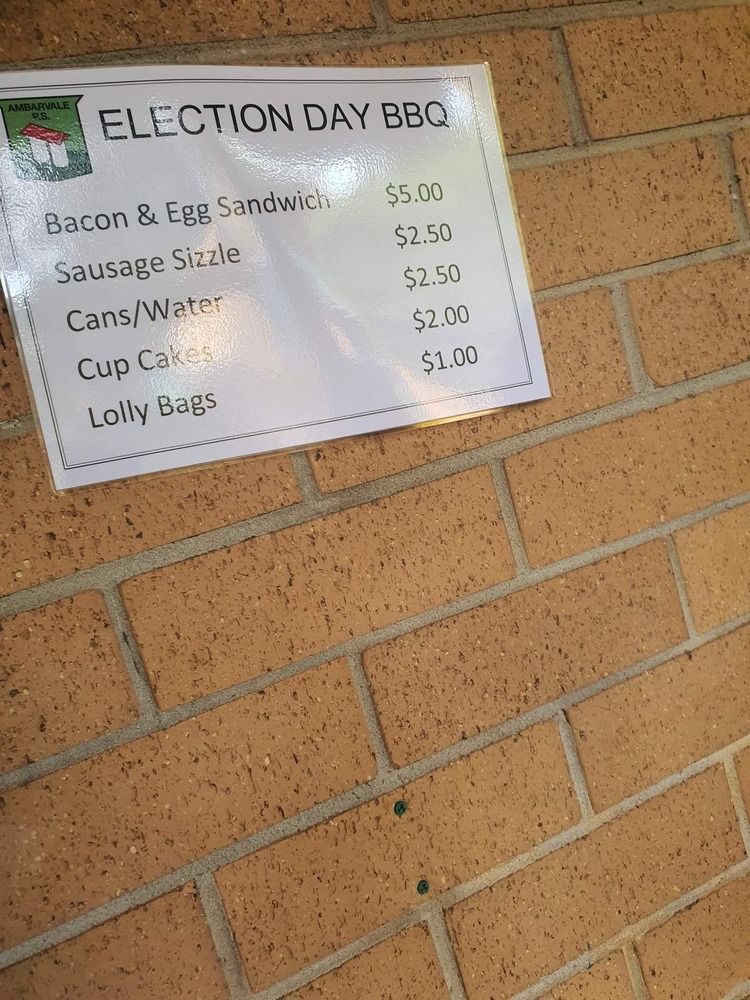 AMBARVALE
P.S.
ELECTION DAY BBQ
Bacon & Egg Sandwich $5.00
Sausage Sizzle $2.50
Cans/Water $2.50
Cup Cakes $2.00
Lolly Bags $1.00